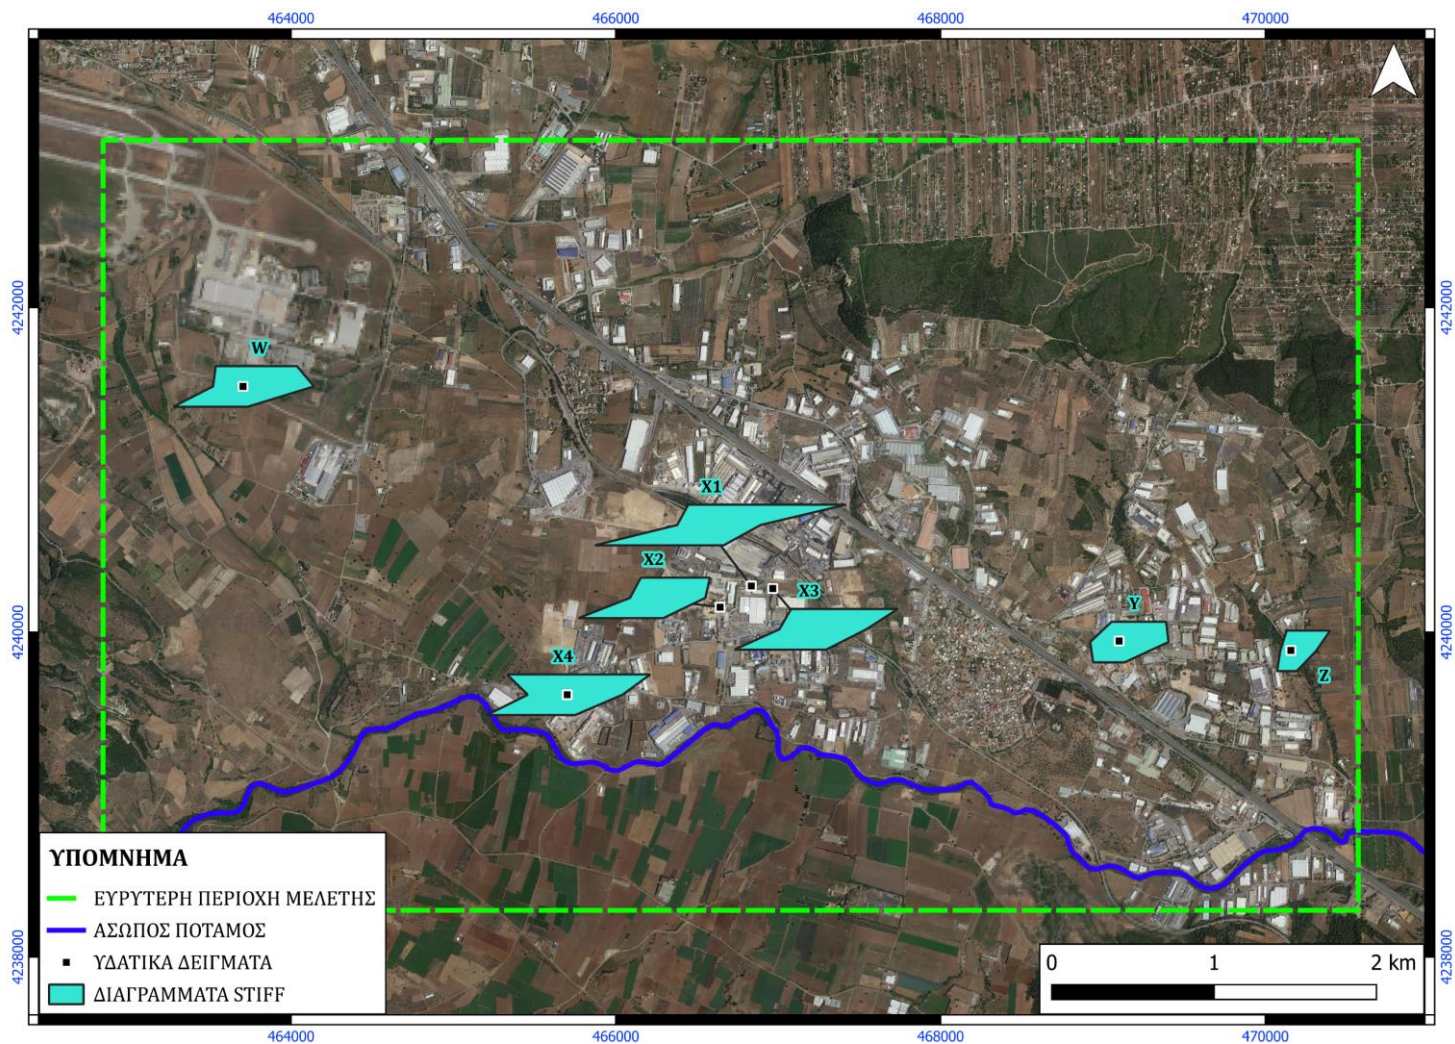 464000 466000 468000 470000
4242000 4242000
W
X1
X2
X3
4240000 Y 4240000
X4
Z
ΥΠΟΜΝΗΜΑ
ΕΥΡΥΤΕΡΗ ΠΕΡΙΟΧΗ ΜΕΛΕΤΗΣ
ΑΣΩΠΟΣ ΠΟΤΑΜΟΣ
ΥΔΑΤΙΚΑ ΔΕΙΓΜΑΤΑ
ΔΙΑΓΡΑΜΜΑΤΑ STIFF
4238000 4238000
0 1 2 km
464000 466000 468000 470000